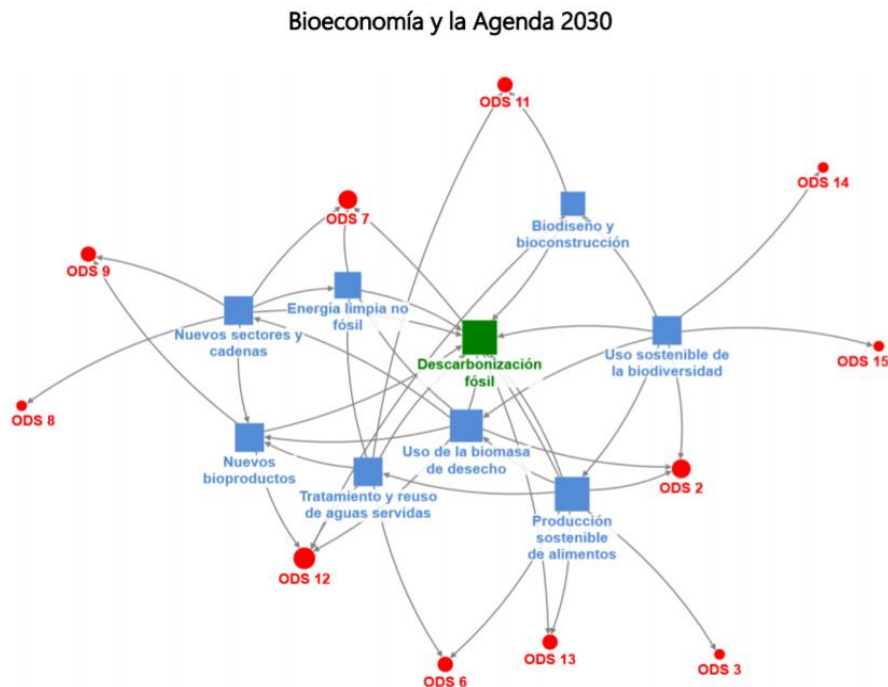 Bioeconomía y la Agenda 2030
ODS 11
ODS 14
ODS 7
Biodiseño y
bioconstrucción
ODS 9
Energía limpia no
fósil
Nuevos sectores y
cadenas
Descarbonización
fósil
Uso sostenible de
la biodiversidad
ODS 15
ODS 8
Nuevos
bioproductos
Uso de la biomasa
de desecho
Tratamiento y reuso
de aguas servidas
ODS 2
Producción
sostenible
de alimentos
ODS 12
ODS 6
ODS 13
ODS 3